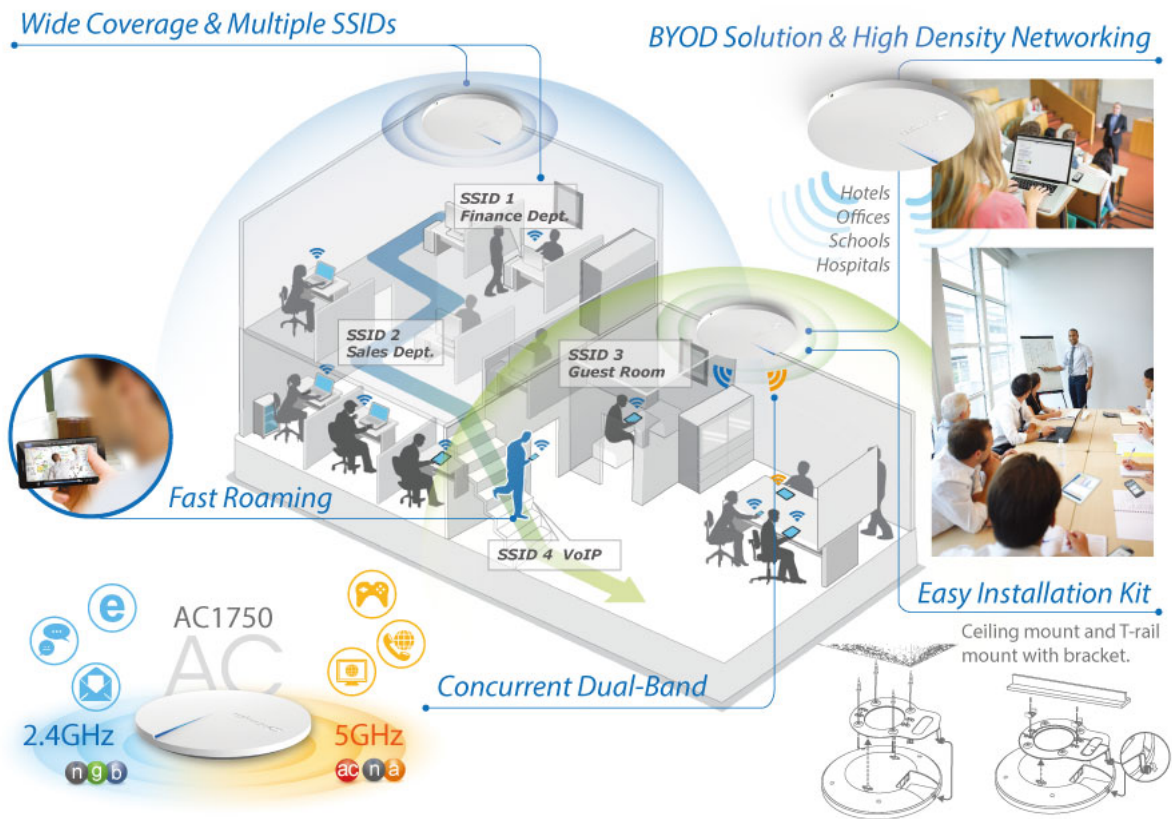 Wide Coverage & Multiple SSIDs
BYOD Solution & High Density Networking
SSID 1
Finance Dept.
Hotels
Offices
Schools
Hospitals
SSID 2
Sales Dept.
SSID 3
Guest Room
Fast Roaming
SSID 4 VoIP
Easy Installation Kit
Ceiling mount and T-rail
mount with bracket.
AC1750
AC
Concurrent Dual-Band
2.4GHz
5GHz
n g b
ac n a